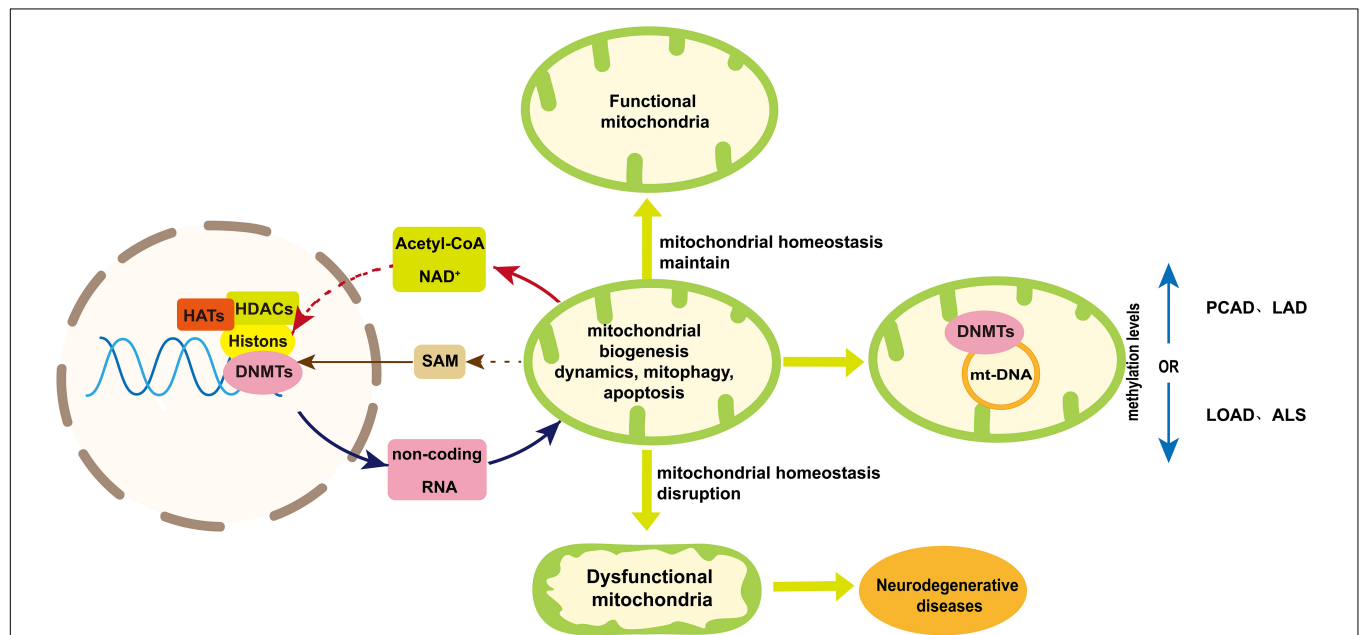 Functional
mitochondria
mitochondrial homeostasis
maintain
Acetyl-CoA
NAD⁺
HATs
HDACs
Histons
DNMTs
SAM
mitochondrial
biogenesis
dynamics, mitophagy,
apoptosis
DNMTs
mt-DNA
methylation levels
PCAD、LAD
OR
LOAD、ALS
non-coding
RNA
mitochondrial homeostasis
disruption
Dysfunctional
mitochondria
Neurodegenerative
diseases